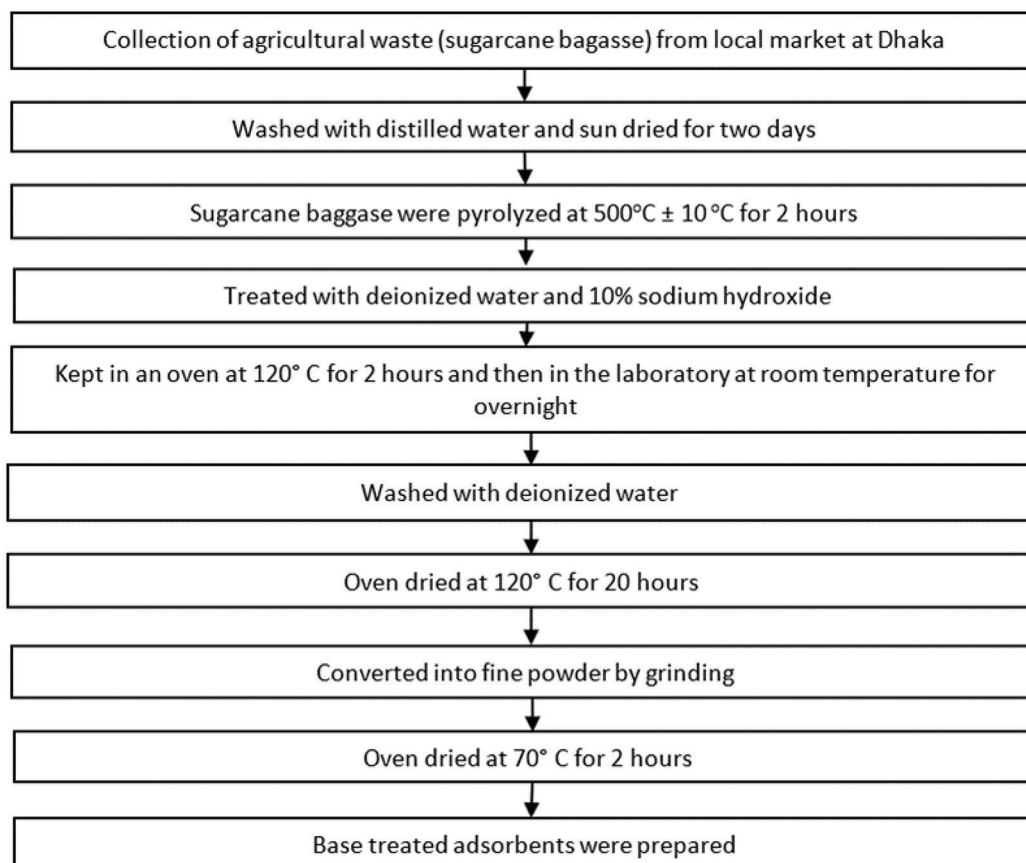 Collection of agricultural waste (sugarcane bagasse) from local market at Dhaka
Washed with distilled water and sun dried for two days
Sugarcane baggase were pyrolyzed at 500°C ± 10 °C for 2 hours
Treated with deionized water and 10% sodium hydroxide
Kept in an oven at 120° C for 2 hours and then in the laboratory at room temperature for
overnight
Washed with deionized water
Oven dried at 120° C for 20 hours
Converted into fine powder by grinding
Oven dried at 70° C for 2 hours
Base treated adsorbents were prepared